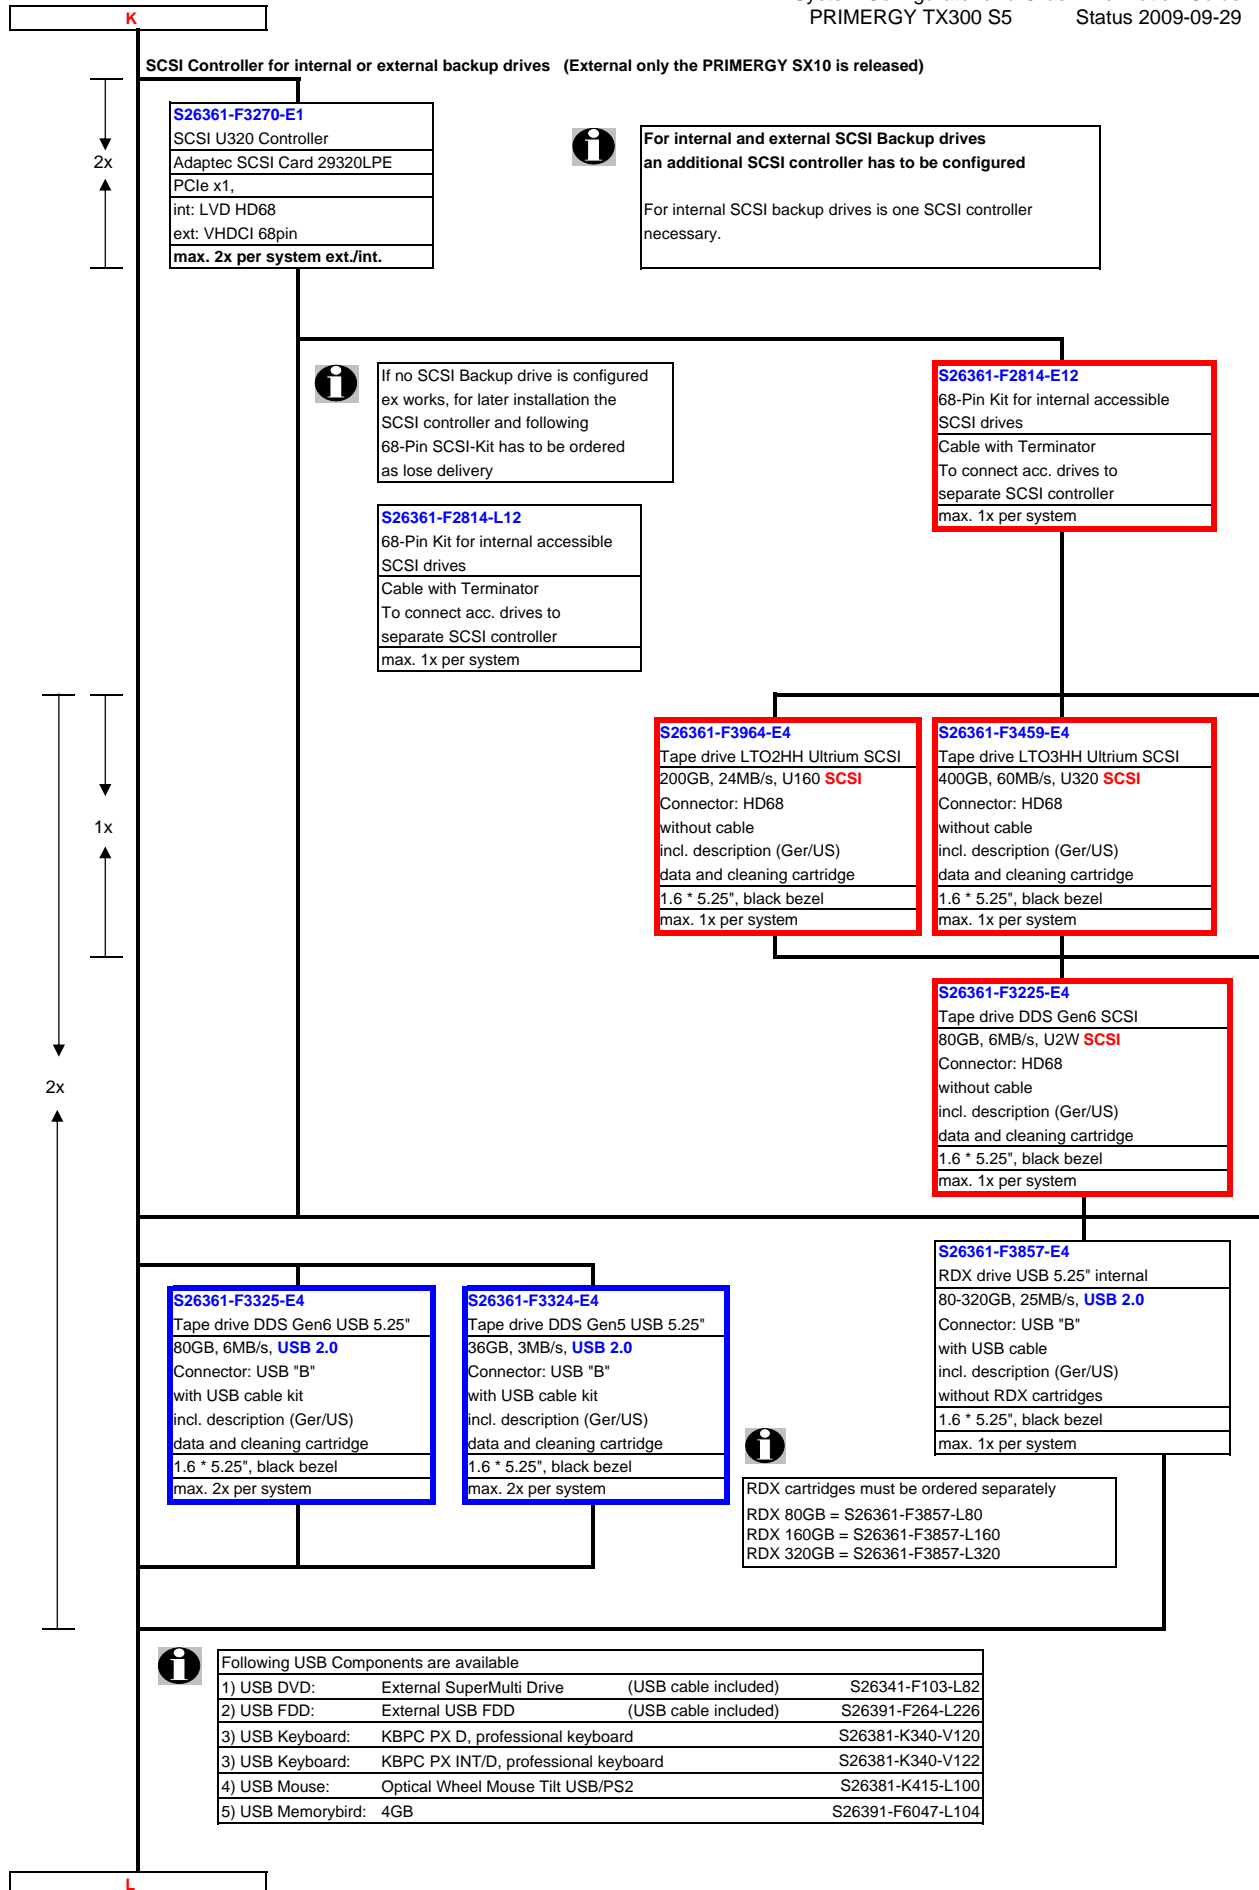 PRIMERGY TX300 S5 Status 2009-09-29
K
SCSI Controller for internal or external backup drives (External only the PRIMERGY SX10 is released)
2x
S26361-F3270-E1
SCSI U320 Controller
Adaptec SCSI Card 29320LPE
PCIe x1,
int: LVD HD68
ext: VHDCI 68pin
max. 2x per system ext./int.
For internal and external SCSI Backup drives
an additional SCSI controller has to be configured
For internal SCSI backup drives is one SCSI controller
necessary.
If no SCSI Backup drive is configured
ex works, for later installation the
SCSI controller and following
68-Pin SCSI-Kit has to be ordered
as lose delivery
S26361-F2814-E12
68-Pin Kit for internal accessible
SCSI drives
Cable with Terminator
To connect acc. drives to
separate SCSI controller
max. 1x per system
S26361-F2814-L12
68-Pin Kit for internal accessible
SCSI drives
Cable with Terminator
To connect acc. drives to
separate SCSI controller
max. 1x per system
1x
S26361-F3964-E4
Tape drive LTO2HH Ultrium SCSI
200GB, 24MB/s, U160 SCSI
Connector: HD68
without cable
incl. description (Ger/US)
data and cleaning cartridge
1.6 * 5.25", black bezel
max. 1x per system
S26361-F3459-E4
Tape drive LTO3HH Ultrium SCSI
400GB, 60MB/s, U320 SCSI
Connector: HD68
without cable
incl. description (Ger/US)
data and cleaning cartridge
1.6 * 5.25", black bezel
max. 1x per system
2x
S26361-F3225-E4
Tape drive DDS Gen6 SCSI
80GB, 6MB/s, U2W SCSI
Connector: HD68
without cable
incl. description (Ger/US)
data and cleaning cartridge
1.6 * 5.25", black bezel
max. 1x per system
S26361-F3325-E4
Tape drive DDS Gen6 USB 5.25"
80GB, 6MB/s, USB 2.0
Connector: USB "B"
with USB cable kit
incl. description (Ger/US)
data and cleaning cartridge
1.6 * 5.25", black bezel
max. 2x per system
S26361-F3324-E4
Tape drive DDS Gen5 USB 5.25"
36GB, 3MB/s, USB 2.0
Connector: USB "B"
with USB cable kit
incl. description (Ger/US)
data and cleaning cartridge
1.6 * 5.25", black bezel
max. 2x per system
S26361-F3857-E4
RDX drive USB 5.25" internal
80-320GB, 25MB/s, USB 2.0
Connector: USB "B"
with USB cable
incl. description (Ger/US)
without RDX cartridges
1.6 * 5.25", black bezel
max. 1x per system
RDX cartridges must be ordered separately
RDX 80GB = S26361-F3857-L80
RDX 160GB = S26361-F3857-L160
RDX 320GB = S26361-F3857-L320
Following USB Components are available
1) USB DVD: External SuperMulti Drive (USB cable included) S26341-F103-L82
2) USB FDD: External USB FDD (USB cable included) S26391-F264-L226
3) USB Keyboard: KBPC PX D, professional keyboard S26381-K340-V120
3) USB Keyboard: KBPC PX INT/D, professional keyboard S26381-K340-V122
4) USB Mouse: Optical Wheel Mouse Tilt USB/PS2 S26381-K415-L100
5) USB Memorybird: 4GB S26391-F6047-L104
L